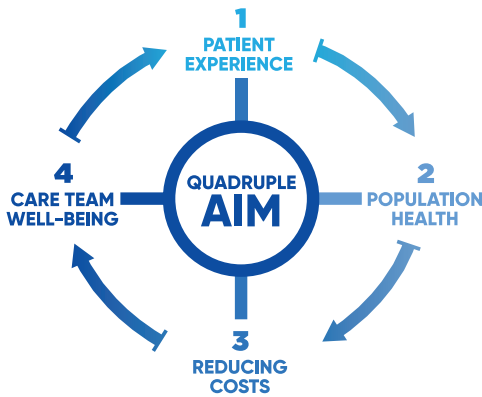 1
PATIENT
EXPERIENCE
2
POPULATION
HEALTH
3
REDUCING
COSTS
4
CARE TEAM
WELL-BEING
QUADRUPLE
AIM